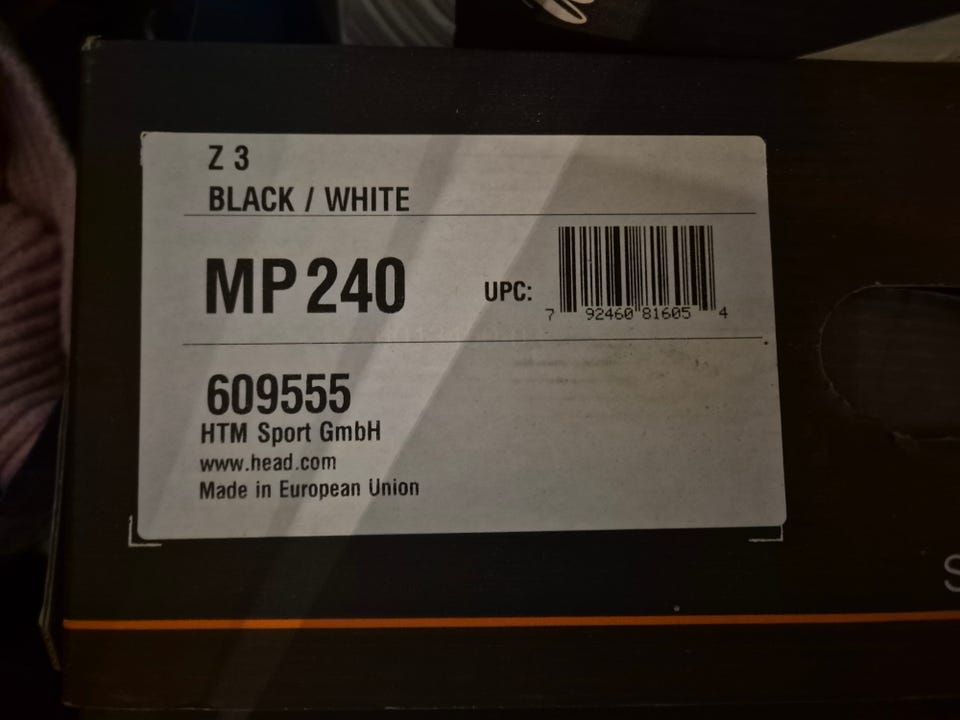 Z 3
BLACK / WHITE
MP 240
UPC:
7 92460 81605 4
609555
HTM Sport GmbH
www.head.com
Made in European Union
S